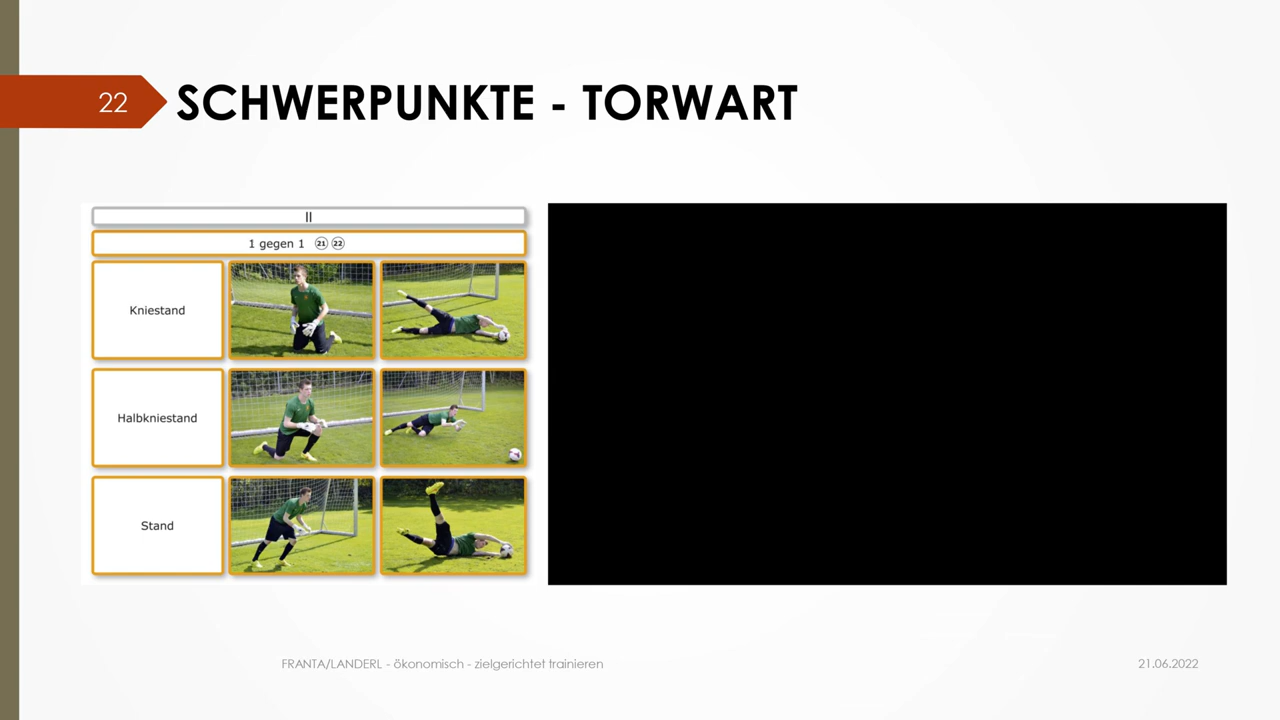 22
SCHWERPUNKTE - TORWART
II
1 gegen 1 21 22
Kniestand
Halbkniestand
Stand
FRANTA/LANDERL - ökonomisch - zielgerichtet trainieren
21.06.2022